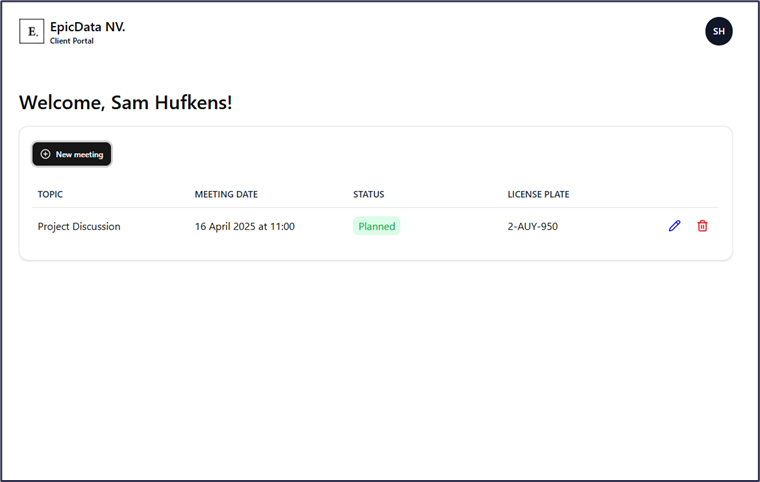 E.
EpicData NV.
Client Portal
SH
Welcome, Sam Hufkens!
New meeting
TOPIC MEETING DATE STATUS LICENSE PLATE
Project Discussion 16 April 2025 at 11:00 Planned 2-AUY-950